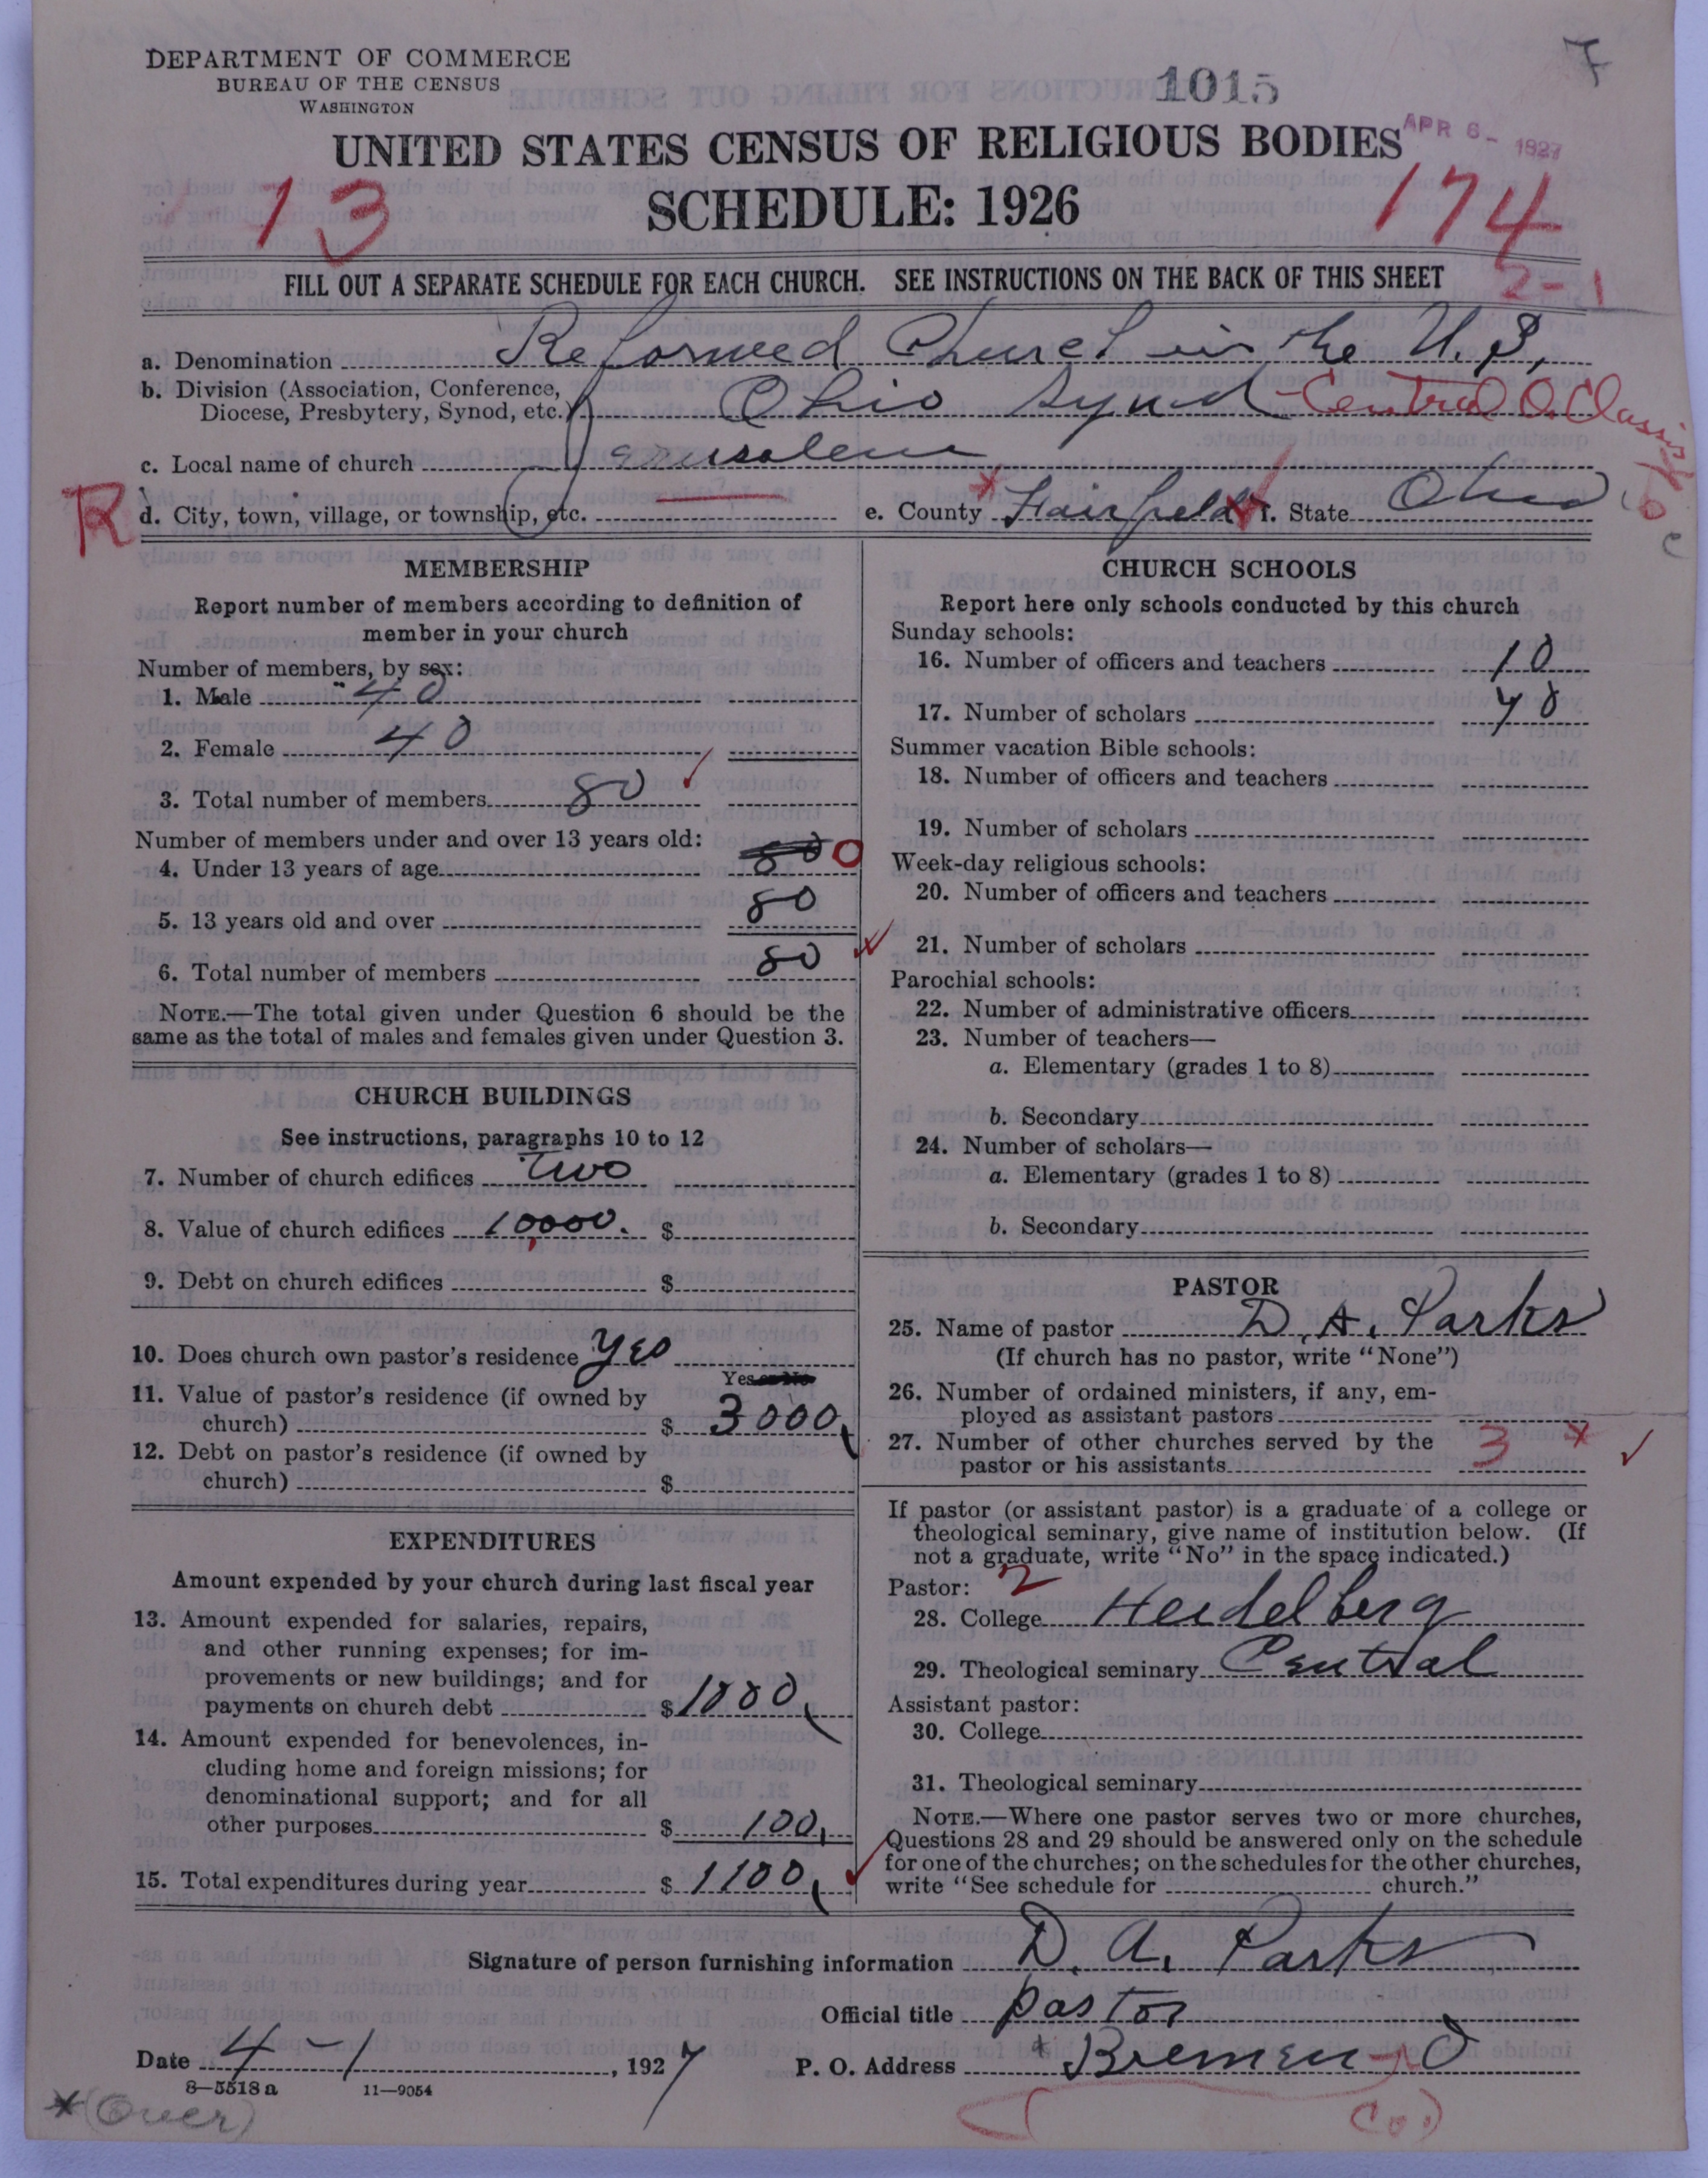 DEPARTMENT OF COMMERCE
BUREAU OF THE CENSUS
WASHINGTON
1015
F
APR 6- 1927
UNITED STATES CENSUS OF RELIGIOUS BODIES
13
SCHEDULE: 1926
174
FILL OUT A SEPARATE SCHEDULE FOR EACH CHURCH. SEE INSTRUCTIONS ON THE BACK OF THIS SHEET
2-1
a. Denomination Reformed Church in the U.S.
b. Division (Association, Conference,
Diocese, Presbytery, Synod, etc.) Ohio Synod - Central O. Classis
c. Local name of church Jerusalem
R
d. City, town, village, or township, etc. e. County * Fairfield f. State Ohio
MEMBERSHIP
Report number of members according to definition of
member in your church
Number of members, by sex:
1. Male 40
2. Female 40
3. Total number of members 80
Number of members under and over 13 years old:
4. Under 13 years of age 80 0
5. 13 years old and over 80
6. Total number of members 80
NOTE.—The total given under Question 6 should be the
same as the total of males and females given under Question 3.
CHURCH BUILDINGS
See instructions, paragraphs 10 to 12
7. Number of church edifices two
8. Value of church edifices 10000. $
9. Debt on church edifices $
10. Does church own pastor's residence Yes
Yes or No
11. Value of pastor's residence (if owned by
church) $ 3000
12. Debt on pastor's residence (if owned by
church) $
EXPENDITURES
Amount expended by your church during last fiscal year
13. Amount expended for salaries, repairs,
and other running expenses; for im-
provements or new buildings; and for
payments on church debt $ 1000
14. Amount expended for benevolences, in-
cluding home and foreign missions; for
denominational support; and for all
other purposes $ 100
15. Total expenditures during year $ 1100
CHURCH SCHOOLS
Report here only schools conducted by this church
Sunday schools:
16. Number of officers and teachers 10
17. Number of scholars 70
Summer vacation Bible schools:
18. Number of officers and teachers
19. Number of scholars
Week-day religious schools:
20. Number of officers and teachers
21. Number of scholars
Parochial schools:
22. Number of administrative officers
23. Number of teachers—
a. Elementary (grades 1 to 8)
b. Secondary
24. Number of scholars—
a. Elementary (grades 1 to 8)
b. Secondary
PASTOR
25. Name of pastor D. A. Parks
(If church has no pastor, write "None")
26. Number of ordained ministers, if any, em-
ployed as assistant pastors
27. Number of other churches served by the
pastor or his assistants 3 x
If pastor (or assistant pastor) is a graduate of a college or
theological seminary, give name of institution below. (If
not a graduate, write "No" in the space indicated.)
Pastor: 2
28. College Heidelberg
29. Theological seminary Central
Assistant pastor:
30. College
31. Theological seminary
NOTE.—Where one pastor serves two or more churches,
Questions 28 and 29 should be answered only on the schedule
for one of the churches; on the schedules for the other churches,
write "See schedule for church."
Signature of person furnishing information D. A. Parks
Official title pastor
Date 4-1, 1927 P. O. Address * Bremen O
8—5518 a 11—9054
*(Over) (Co.)